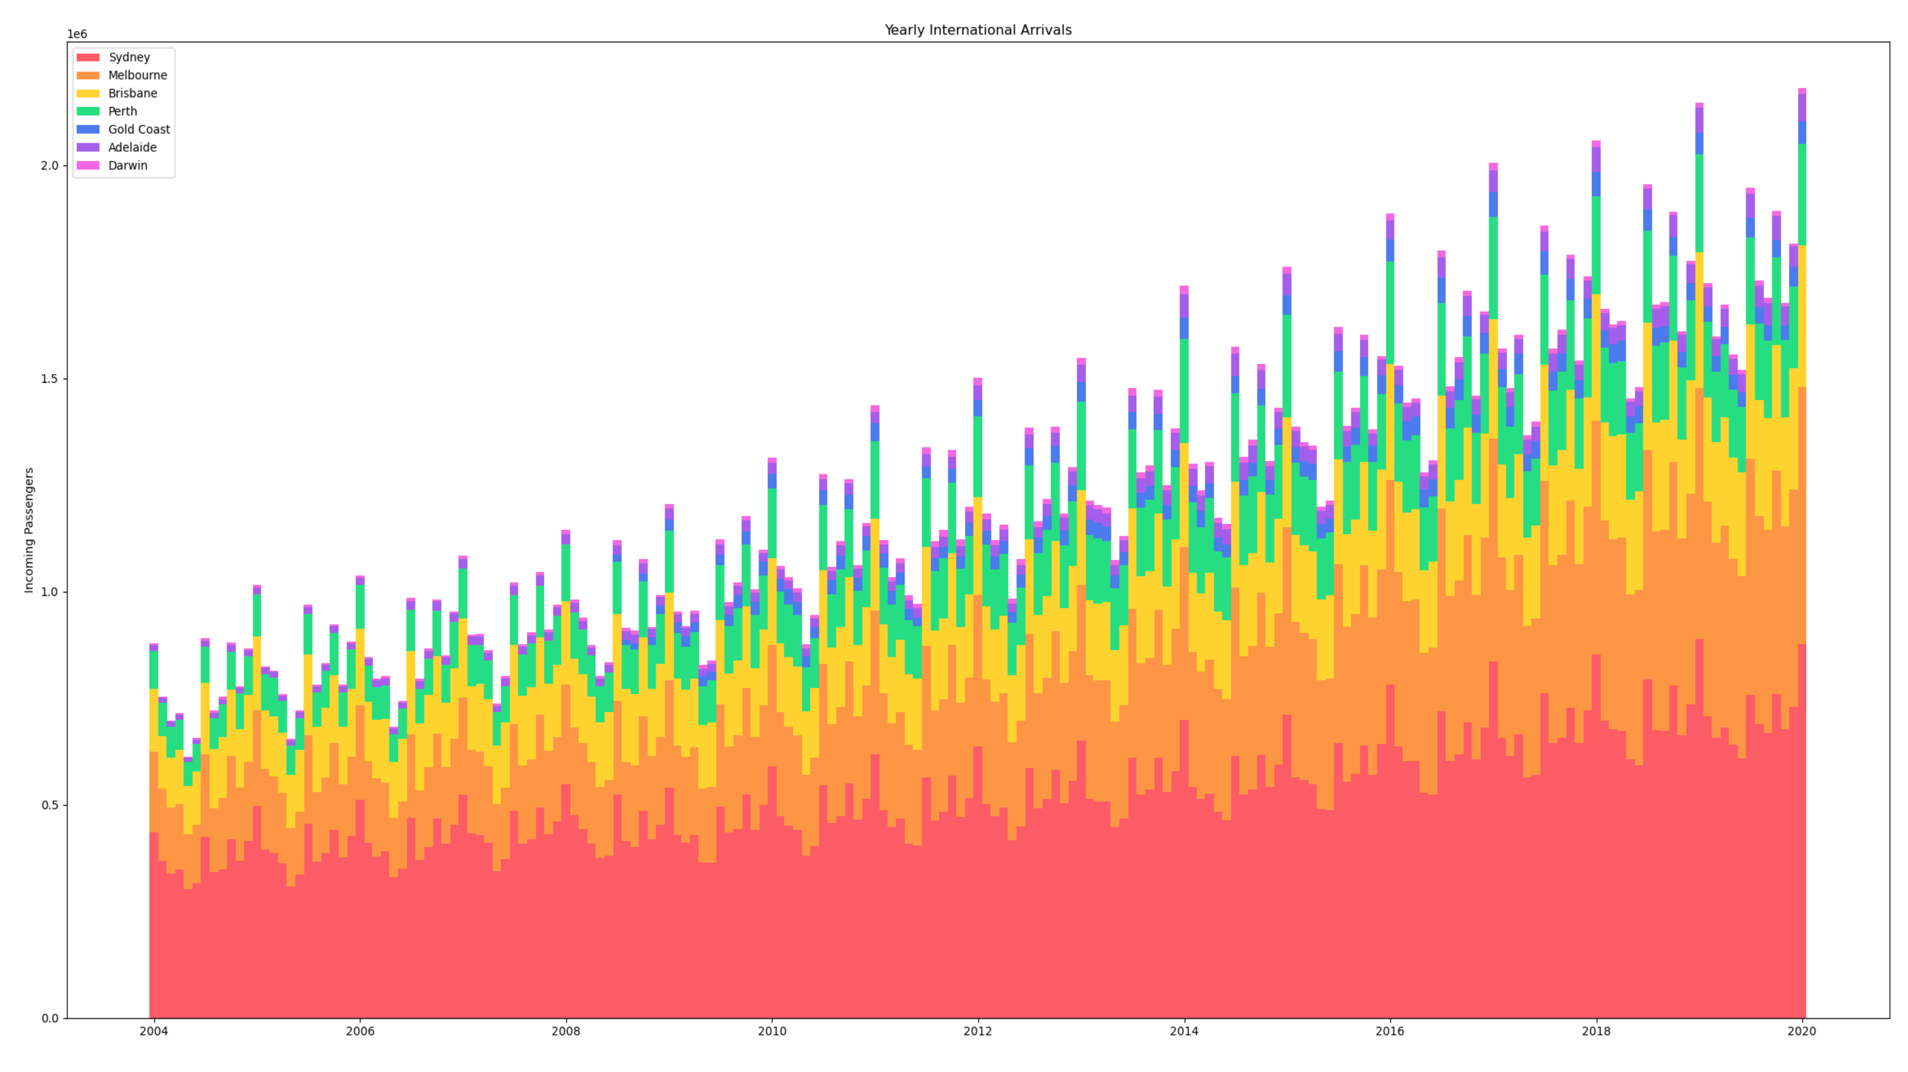 Yearly International Arrivals
1e6
Sydney
Melbourne
Brisbane
Perth
Gold Coast
Adelaide
Darwin
2.0
1.5
1.0
0.5
0.0
Incoming Passengers
2004 2006 2008 2010 2012 2014 2016 2018 2020